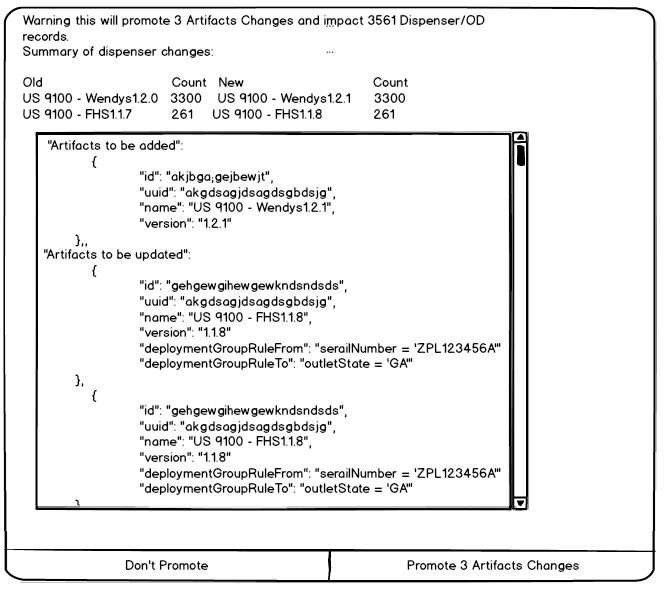 Warning this will promote 3 Artifacts Changes and impact 3561 Dispenser/OD
records.
Summary of dispenser changes:
...
Old Count New Count
US 9100 - Wendys1.2.0 3300 US 9100 - Wendys1.2.1 3300
US 9100 - FHS1.1.7 261 US 9100 - FHS1.1.8 261
"Artifacts to be added":
{
"id": "akjbga;gejbewjt",
"uuid": "akgdsagjdsagdsgbdsjg",
"name": "US 9100 - Wendys1.2.1",
"version": "1.2.1"
},,
"Artifacts to be updated":
{
"id": "gehgewgihewgewkndsndsds",
"uuid": "akgdsagjdsagdsgbdsjg",
"name": "US 9100 - FHS1.1.8",
"version": "1.1.8"
"deploymentGroupRuleFrom": "serailNumber = 'ZPL123456A'"
"deploymentGroupRuleTo": "outletState = 'GA'"
},
{
"id": "gehgewgihewgewkndsndsds",
"uuid": "akgdsagjdsagdsgbdsjg",
"name": "US 9100 - FHS1.1.8",
"version": "1.1.8"
"deploymentGroupRuleFrom": "serailNumber = 'ZPL123456A'"
"deploymentGroupRuleTo": "outletState = 'GA'"
}
Don't Promote
Promote 3 Artifacts Changes